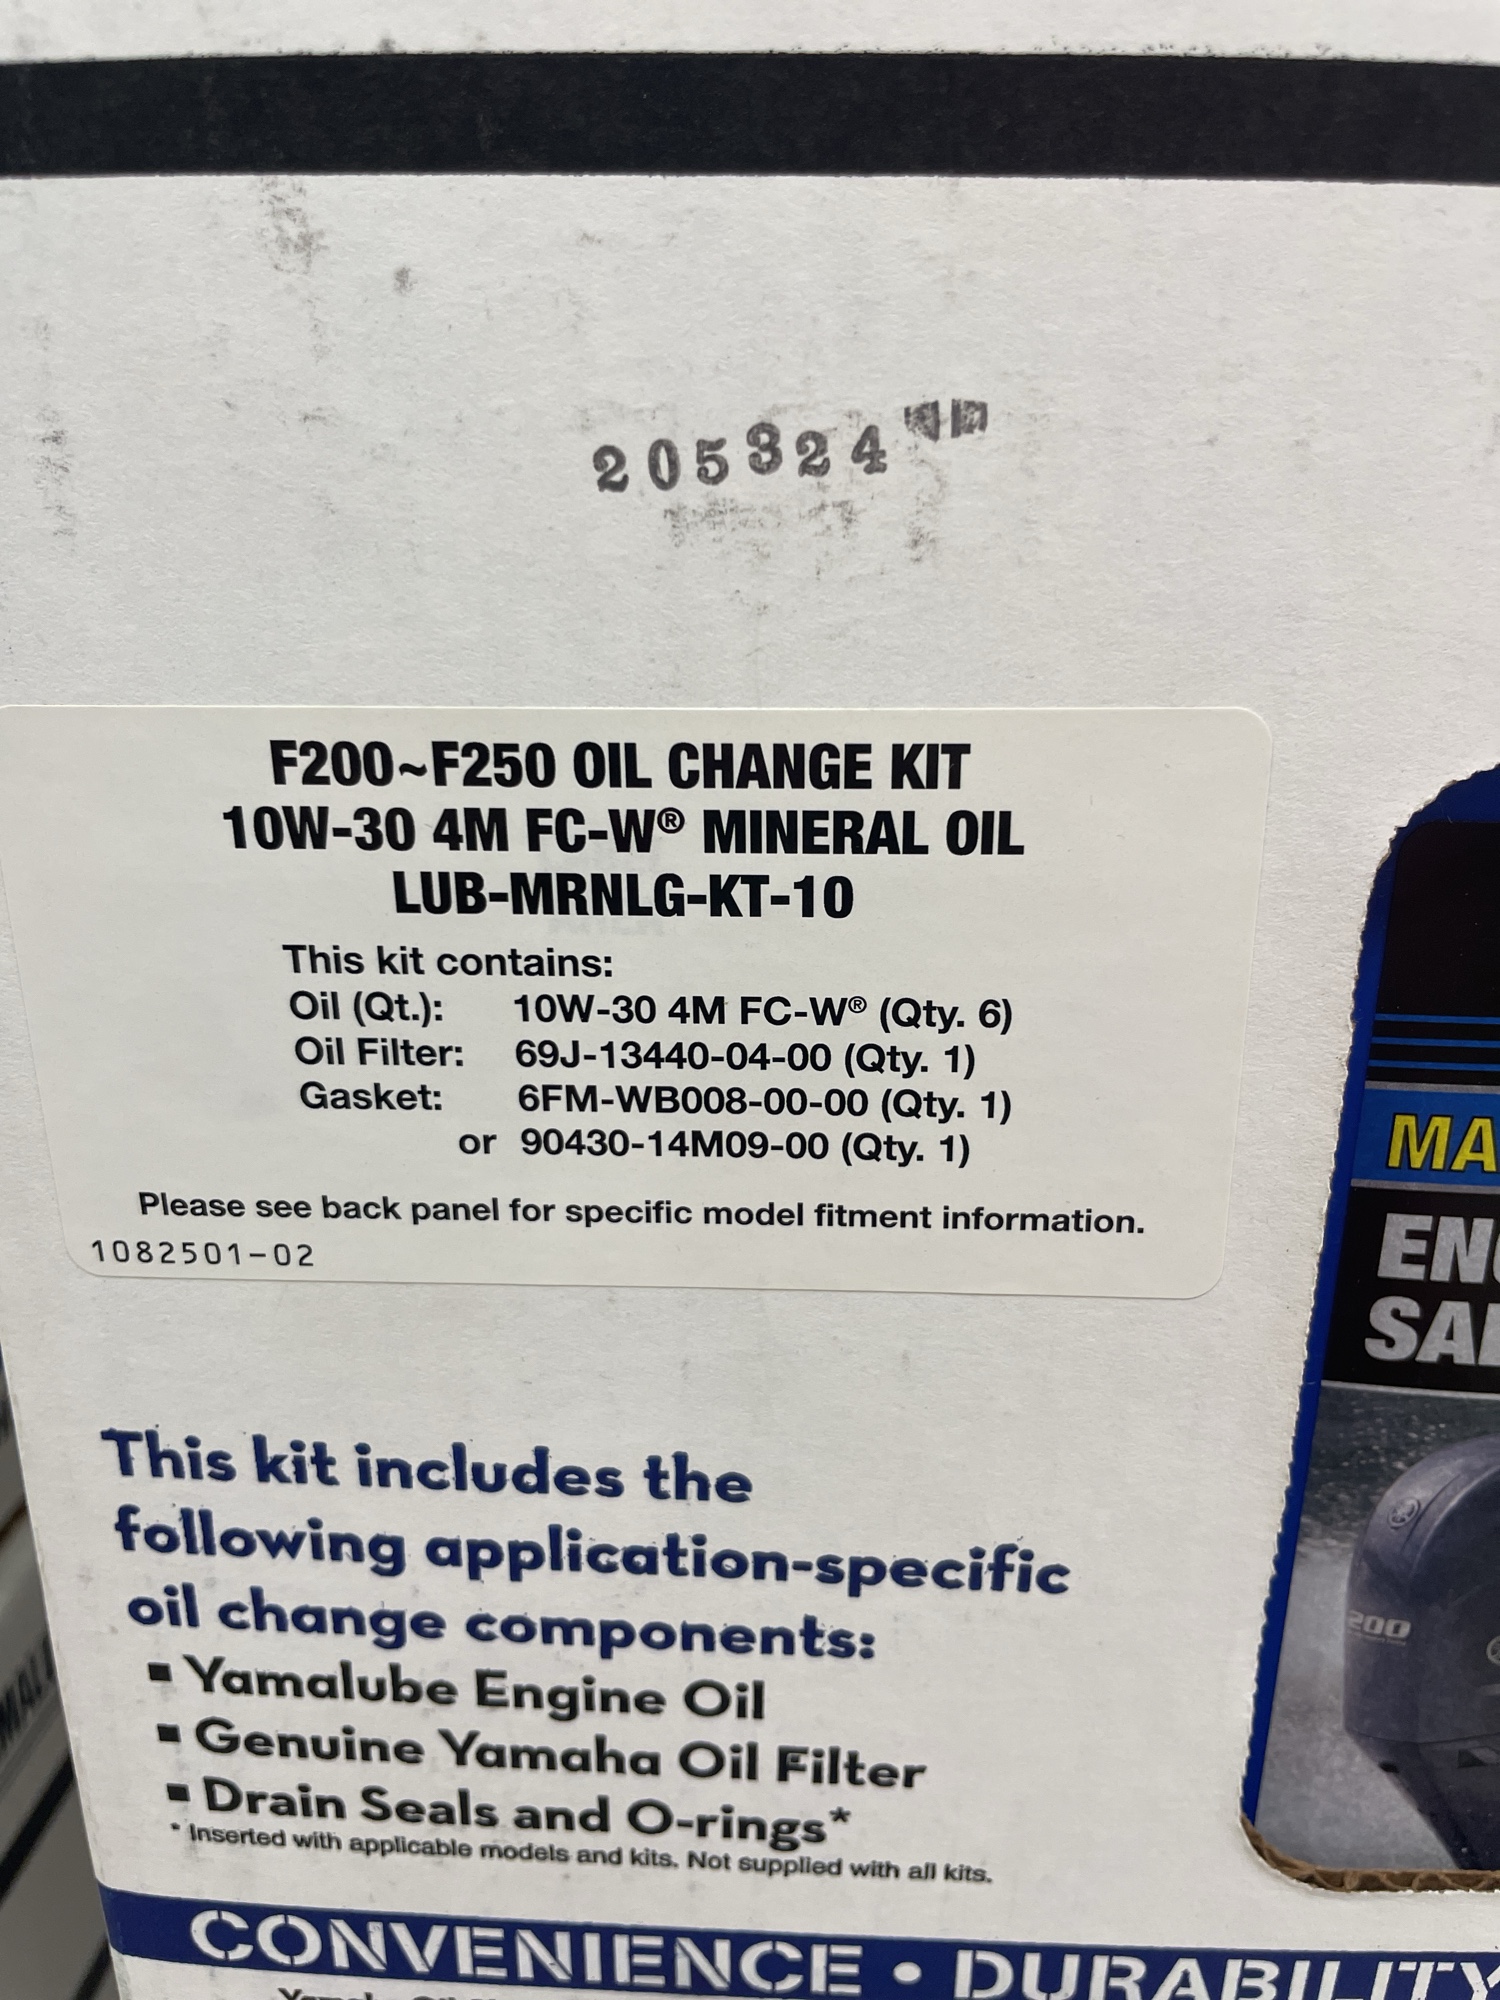 205324
F200~F250 OIL CHANGE KIT
10W-30 4M FC-W® MINERAL OIL
LUB-MRNLG-KT-10
This kit contains:
Oil (Qt.): 10W-30 4M FC-W® (Qty. 6)
Oil Filter: 69J-13440-04-00 (Qty. 1)
Gasket: 6FM-WB008-00-00 (Qty. 1)
or 90430-14M09-00 (Qty. 1)
Please see back panel for specific model fitment information.
1082501-02
This kit includes the
following application-specific
oil change components:
▪ Yamalube Engine Oil
▪ Genuine Yamaha Oil Filter
▪ Drain Seals and O-rings*
* Inserted with applicable models and kits. Not supplied with all kits.
CONVENIENCE • DURABILITY
MA
EN
SA
200